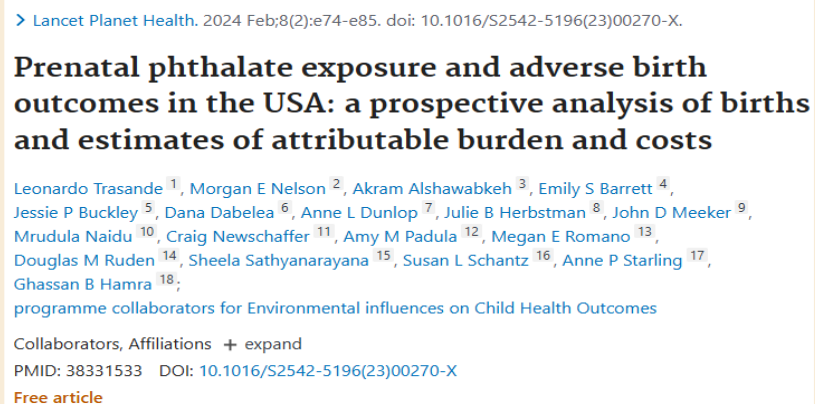 > Lancet Planet Health. 2024 Feb;8(2):e74-e85. doi: 10.1016/S2542-5196(23)00270-X.
Prenatal phthalate exposure and adverse birth
outcomes in the USA: a prospective analysis of births
and estimates of attributable burden and costs
Leonardo Trasande 1, Morgan E Nelson 2, Akram Alshawabkeh 3, Emily S Barrett 4,
Jessie P Buckley 5, Dana Dabelea 6, Anne L Dunlop 7, Julie B Herbstman 8, John D Meeker 9,
Mrudula Naidu 10, Craig Newschaffer 11, Amy M Padula 12, Megan E Romano 13,
Douglas M Ruden 14, Sheela Sathyanarayana 15, Susan L Schantz 16, Anne P Starling 17,
Ghassan B Hamra 18;
programme collaborators for Environmental influences on Child Health Outcomes
Collaborators, Affiliations + expand
PMID: 38331533 DOI: 10.1016/S2542-5196(23)00270-X
Free article